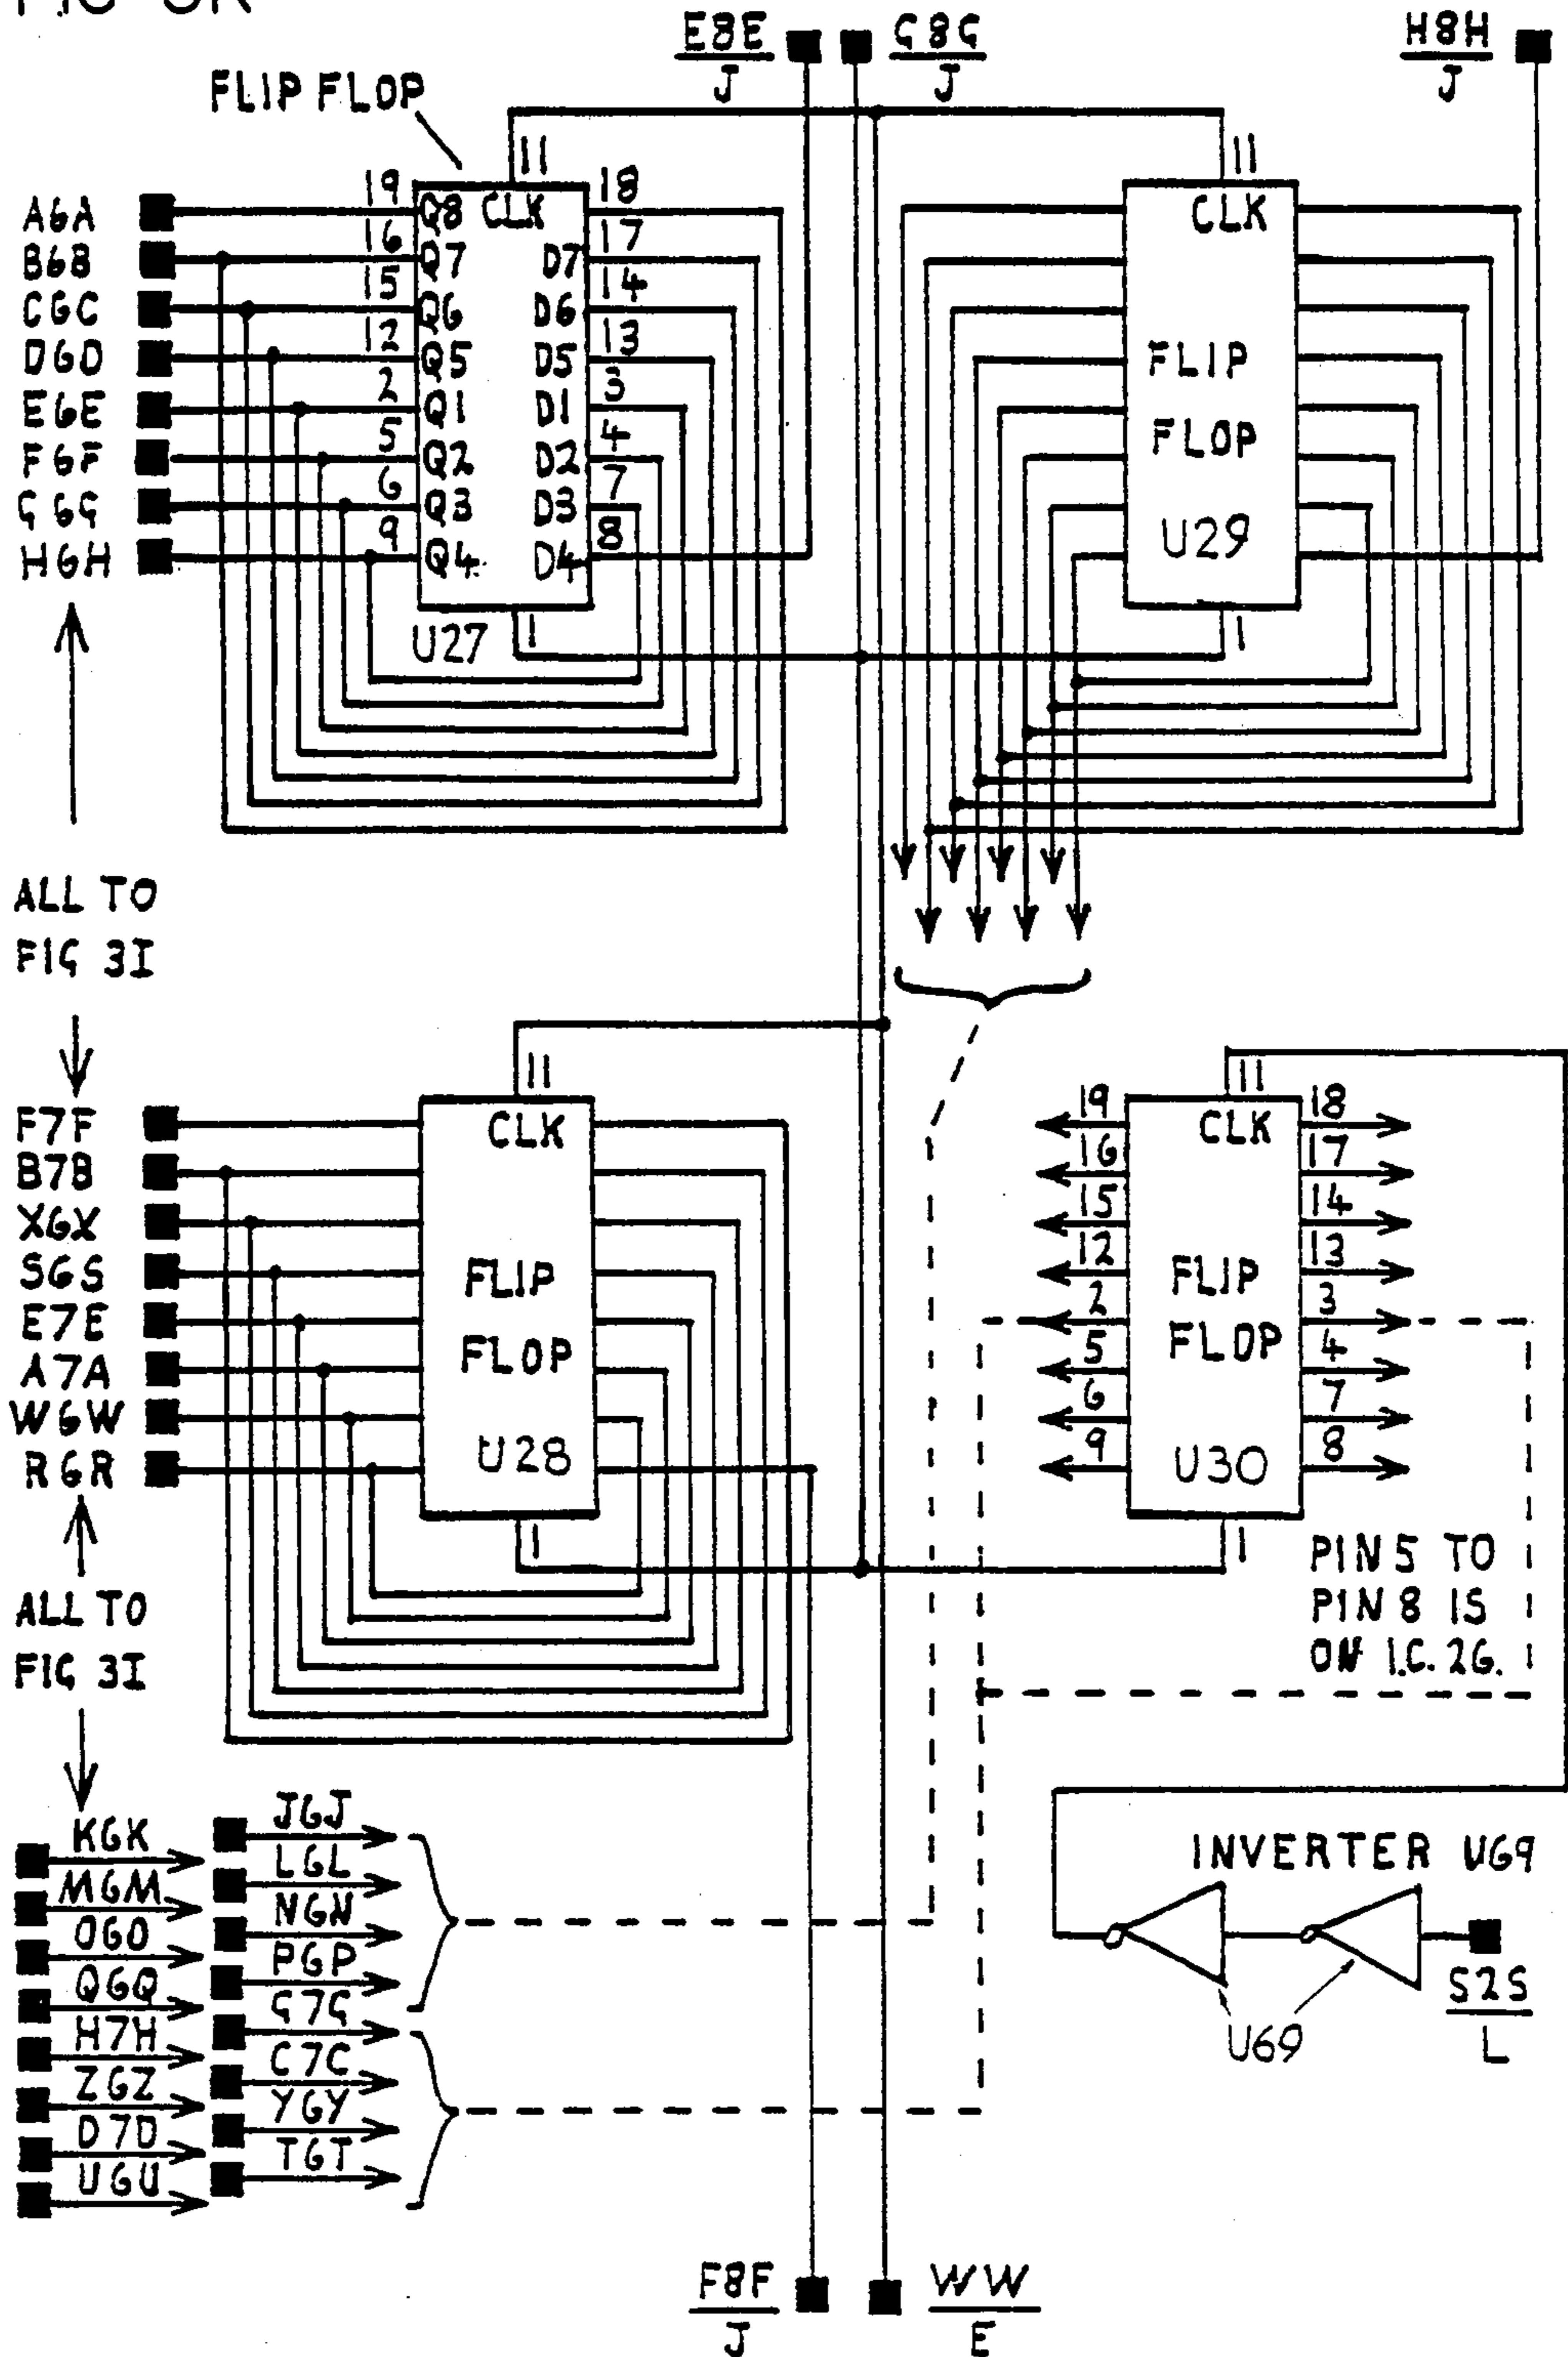 E8E
J
G8G
J
H8H
J
FLIP FLOP
11
11
A6A
19
Q8
CLK
18
CLK
B6B
16
Q7
D7
17
C6C
15
Q6
D6
14
D6D
12
Q5
D5
13
FLIP
E6E
2
Q1
D1
3
FLOP
F6F
5
Q2
D2
4
G6G
6
Q3
D3
7
U29
H6H
9
Q4
D4
8
U27
1
1
ALL TO
FIG 3I
11
11
F7F
CLK
19
CLK
18
B7B
16
17
X6X
15
14
S6S
FLIP
12
FLIP
13
E7E
2
FLOP
3
A7A
FLOP
5
4
W6W
6
7
R6R
U28
9
U30
8
1
1
PIN 5 TO
PIN 8 IS
ON I.C. 26.
ALL TO
FIG 3I
K6K
J6J
M6M
L6L
O6O
N6N
Q6Q
P6P
H7H
G7G
Z6Z
C7C
D7D
Y6Y
U6U
T6T
INVERTER U69
U69
S2S
L
F8F
J
WW
E